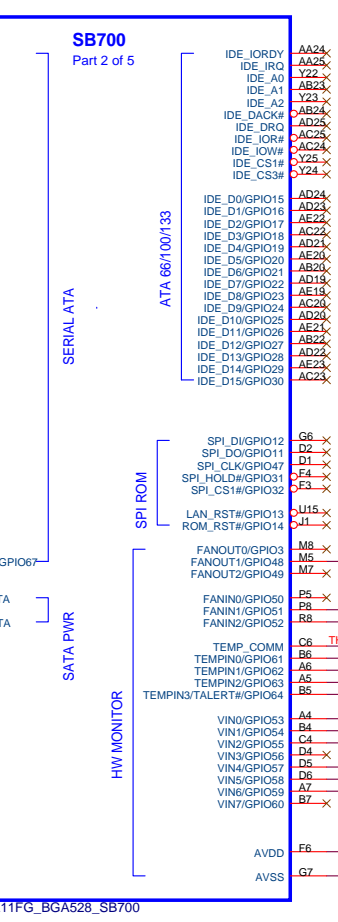 SB700
Part 2 of 5
IDE_IORDY AA24
IDE_IRQ AA25
IDE_A0 Y22
IDE_A1 AB23
IDE_A2 Y23
IDE_DACK# AB24
IDE_DRQ AD25
IDE_IOR# AC25
IDE_IOW# AC24
IDE_CS1# Y25
IDE_CS3# Y24
IDE_D0/GPIO15 AD24
IDE_D1/GPIO16 AD23
IDE_D2/GPIO17 AE22
IDE_D3/GPIO18 AC22
IDE_D4/GPIO19 AD21
IDE_D5/GPIO20 AE20
IDE_D6/GPIO21 AB20
IDE_D7/GPIO22 AD19
IDE_D8/GPIO23 AE19
IDE_D9/GPIO24 AC20
IDE_D10/GPIO25 AD20
IDE_D11/GPIO26 AE21
IDE_D12/GPIO27 AB22
IDE_D13/GPIO28 AD22
IDE_D14/GPIO29 AE23
IDE_D15/GPIO30 AC23
ATA 66/100/133
SERIAL ATA
SPI_DI/GPIO12 G6
SPI_DO/GPIO11 D2
SPI_CLK/GPIO47 D1
SPI_HOLD#/GPIO31 F4
SPI_CS1#/GPIO32 F3
SPI ROM
LAN_RST#/GPIO13 U15
ROM_RST#/GPIO14 J1
FANOUT0/GPIO3 M8
GPIO67
FANOUT1/GPIO48 M5
FANOUT2/GPIO49 M7
TA
FANIN0/GPIO50 P5
FANIN1/GPIO51 P8
TA
FANIN2/GPIO52 R8
SATA PWR
TEMP_COMM C6
TEMPIN0/GPIO61 B6
TEMPIN1/GPIO62 A6
TEMPIN2/GPIO63 A5
TEMPIN3/TALERT#/GPIO64 B5
HW MONITOR
VIN0/GPIO53 A4
VIN1/GPIO54 B4
VIN2/GPIO55 C4
VIN3/GPIO56 D4
VIN4/GPIO57 D5
VIN5/GPIO58 D6
VIN6/GPIO59 A7
VIN7/GPIO60 B7
AVDD F6
AVSS G7
11FG_BGA528_SB700